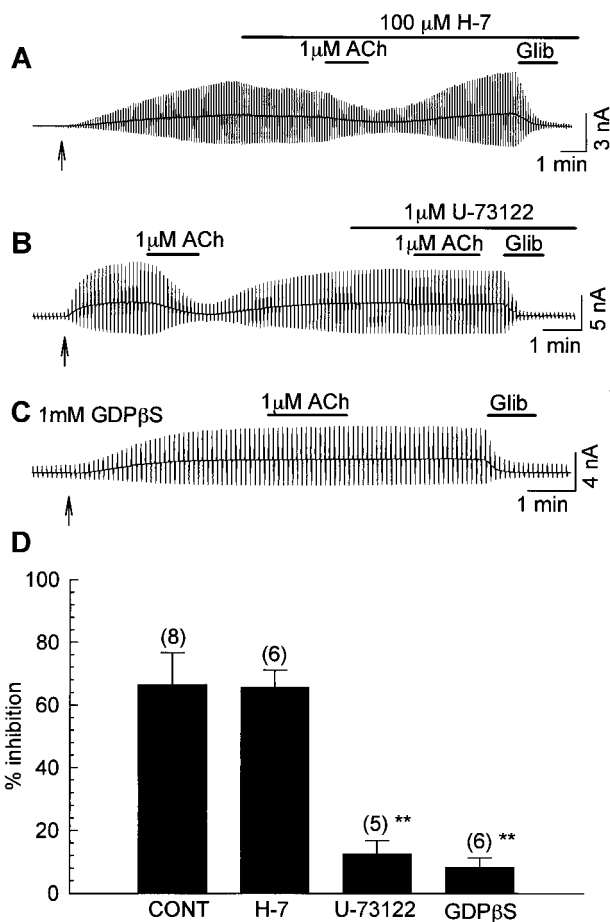 100 µM H-7
A
1µM ACh
Glib
3 nA
1 min
1µM U-73122
B
1µM ACh
1µM ACh
Glib
5 nA
1 min
C
1mM GDPβS
1µM ACh
Glib
4 nA
1 min
D
100
80
60
40
20
0
% inhibition
(8)
(6)
(5) **
(6) **
CONT
H-7
U-73122
GDPβS